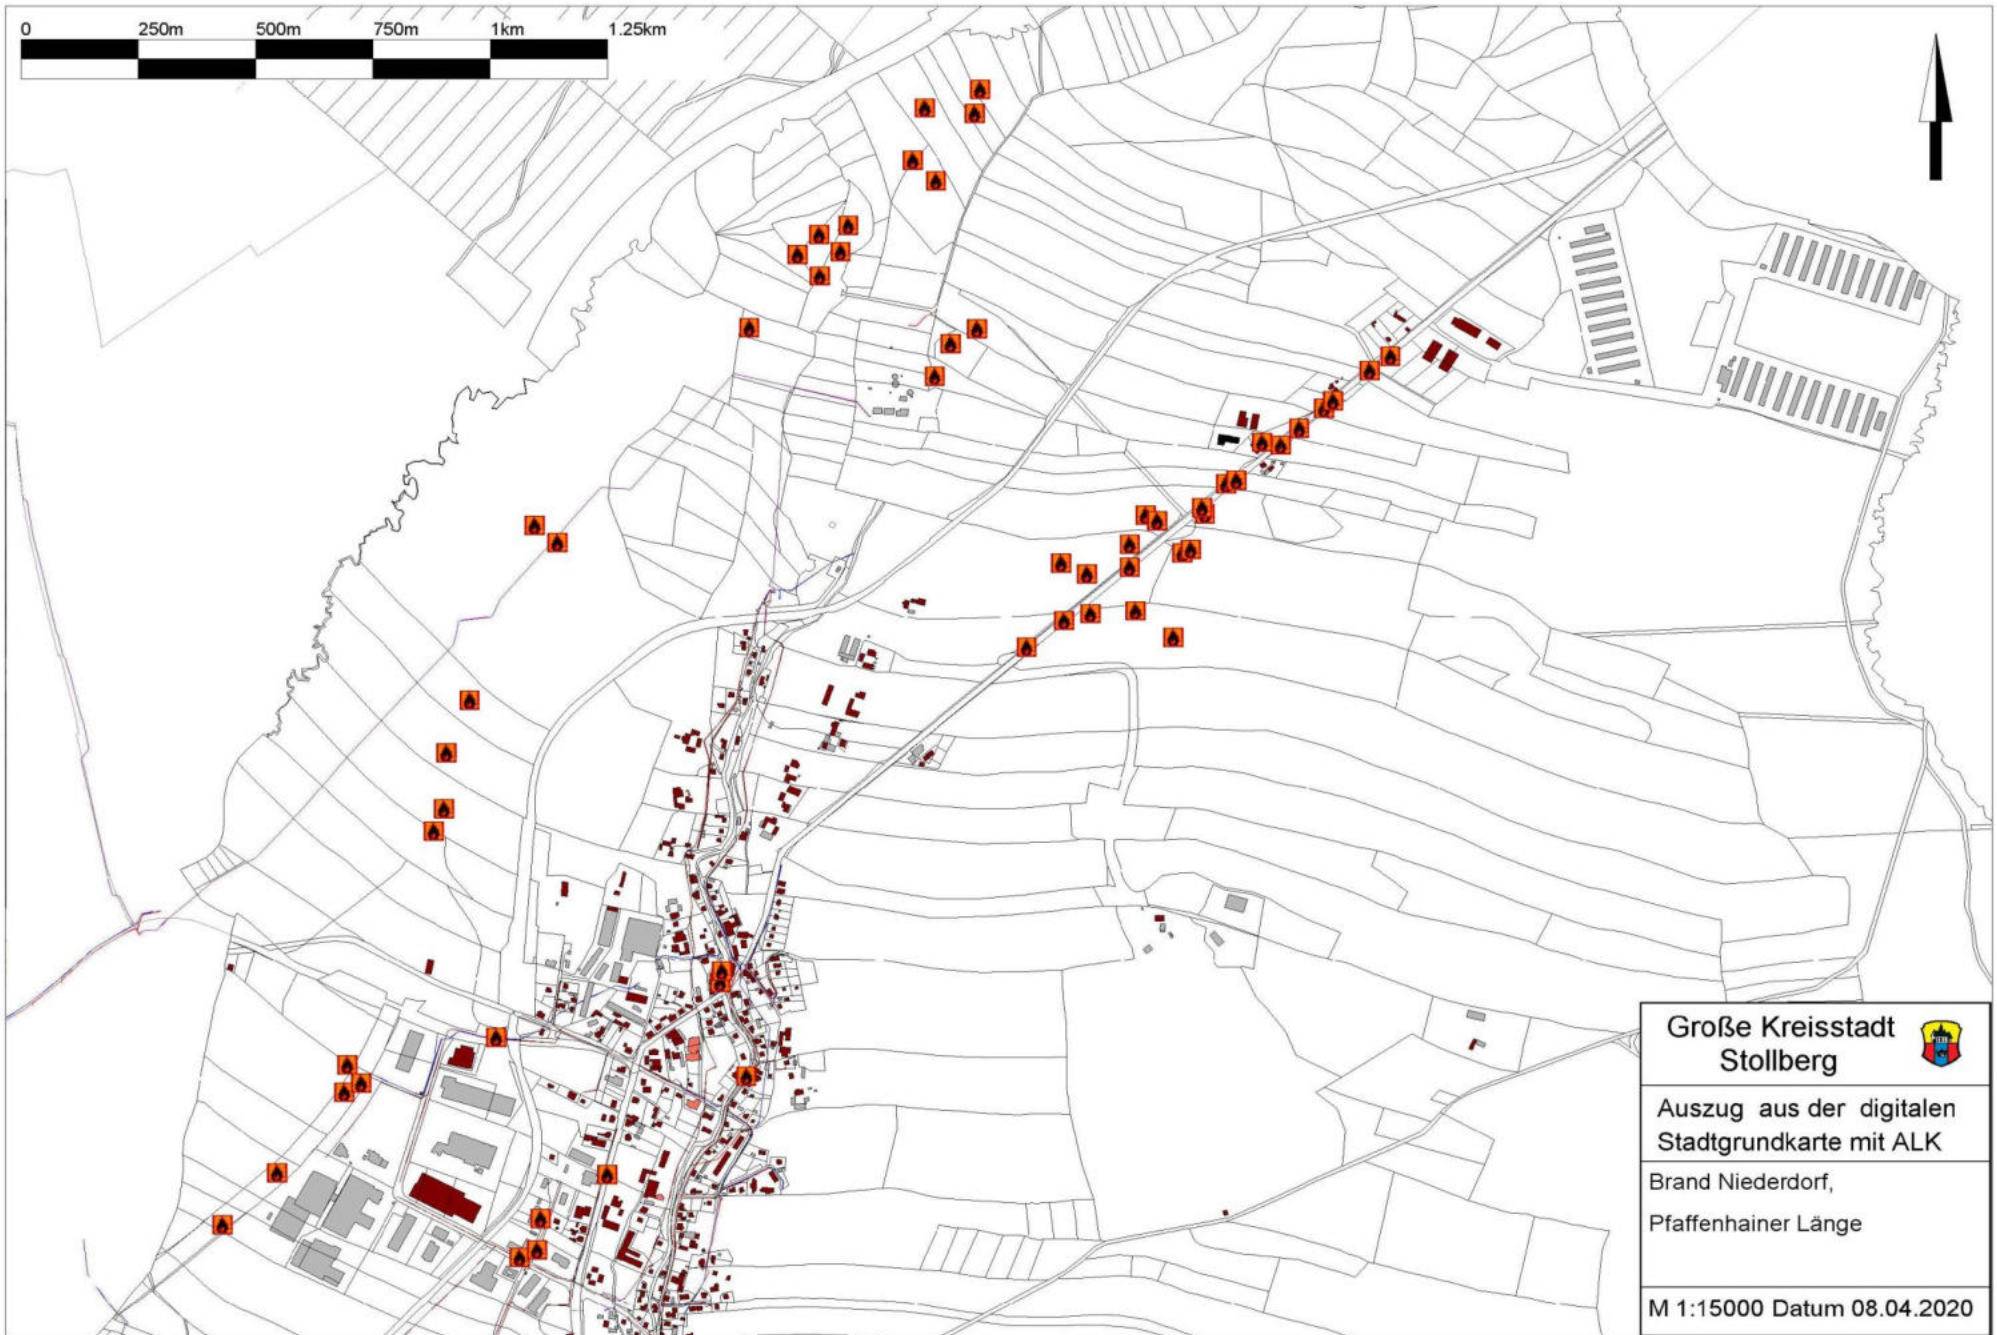 0 250m 500m 750m 1km 1.25km
Große Kreisstadt
Stollberg
Auszug aus der digitalen
Stadtgrundkarte mit ALK
Brand Niederdorf,
Pfaffenhainer Länge
M 1:15000 Datum 08.04.2020